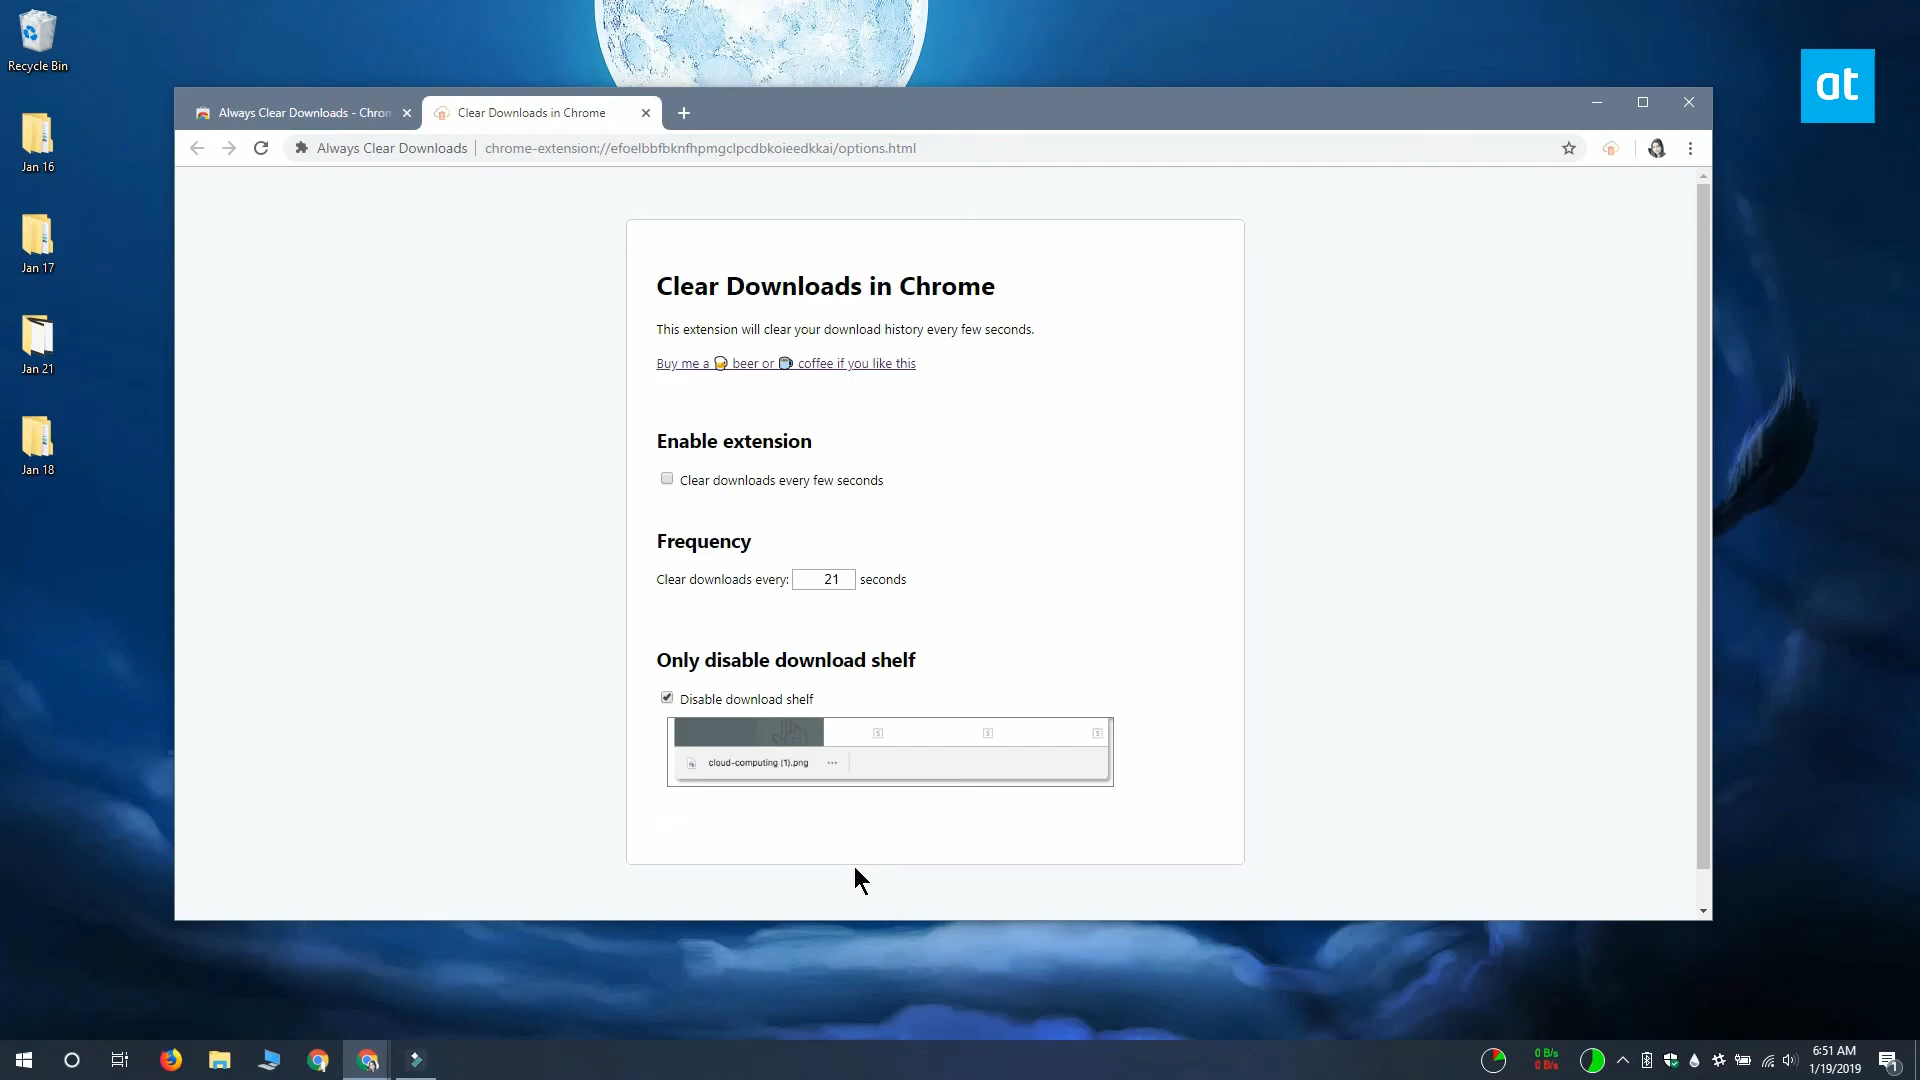 Recycle Bin
Jan 16
Jan 17
Jan 21
Jan 18
at
Always Clear Downloads - Chrom
Clear Downloads in Chrome
Always Clear Downloads
chrome-extension://efoelbbfbknfhpmgclpcdbkoieedkkai/options.html
Clear Downloads in Chrome
This extension will clear your download history every few seconds.
Buy me a 🍺 beer or ☕ coffee if you like this
Enable extension
Clear downloads every few seconds
Frequency
Clear downloads every: 21 seconds
Only disable download shelf
Disable download shelf
S S S
cloud-computing (1).png
0 B/s
0 B/s
6:51 AM
1/19/2019
1